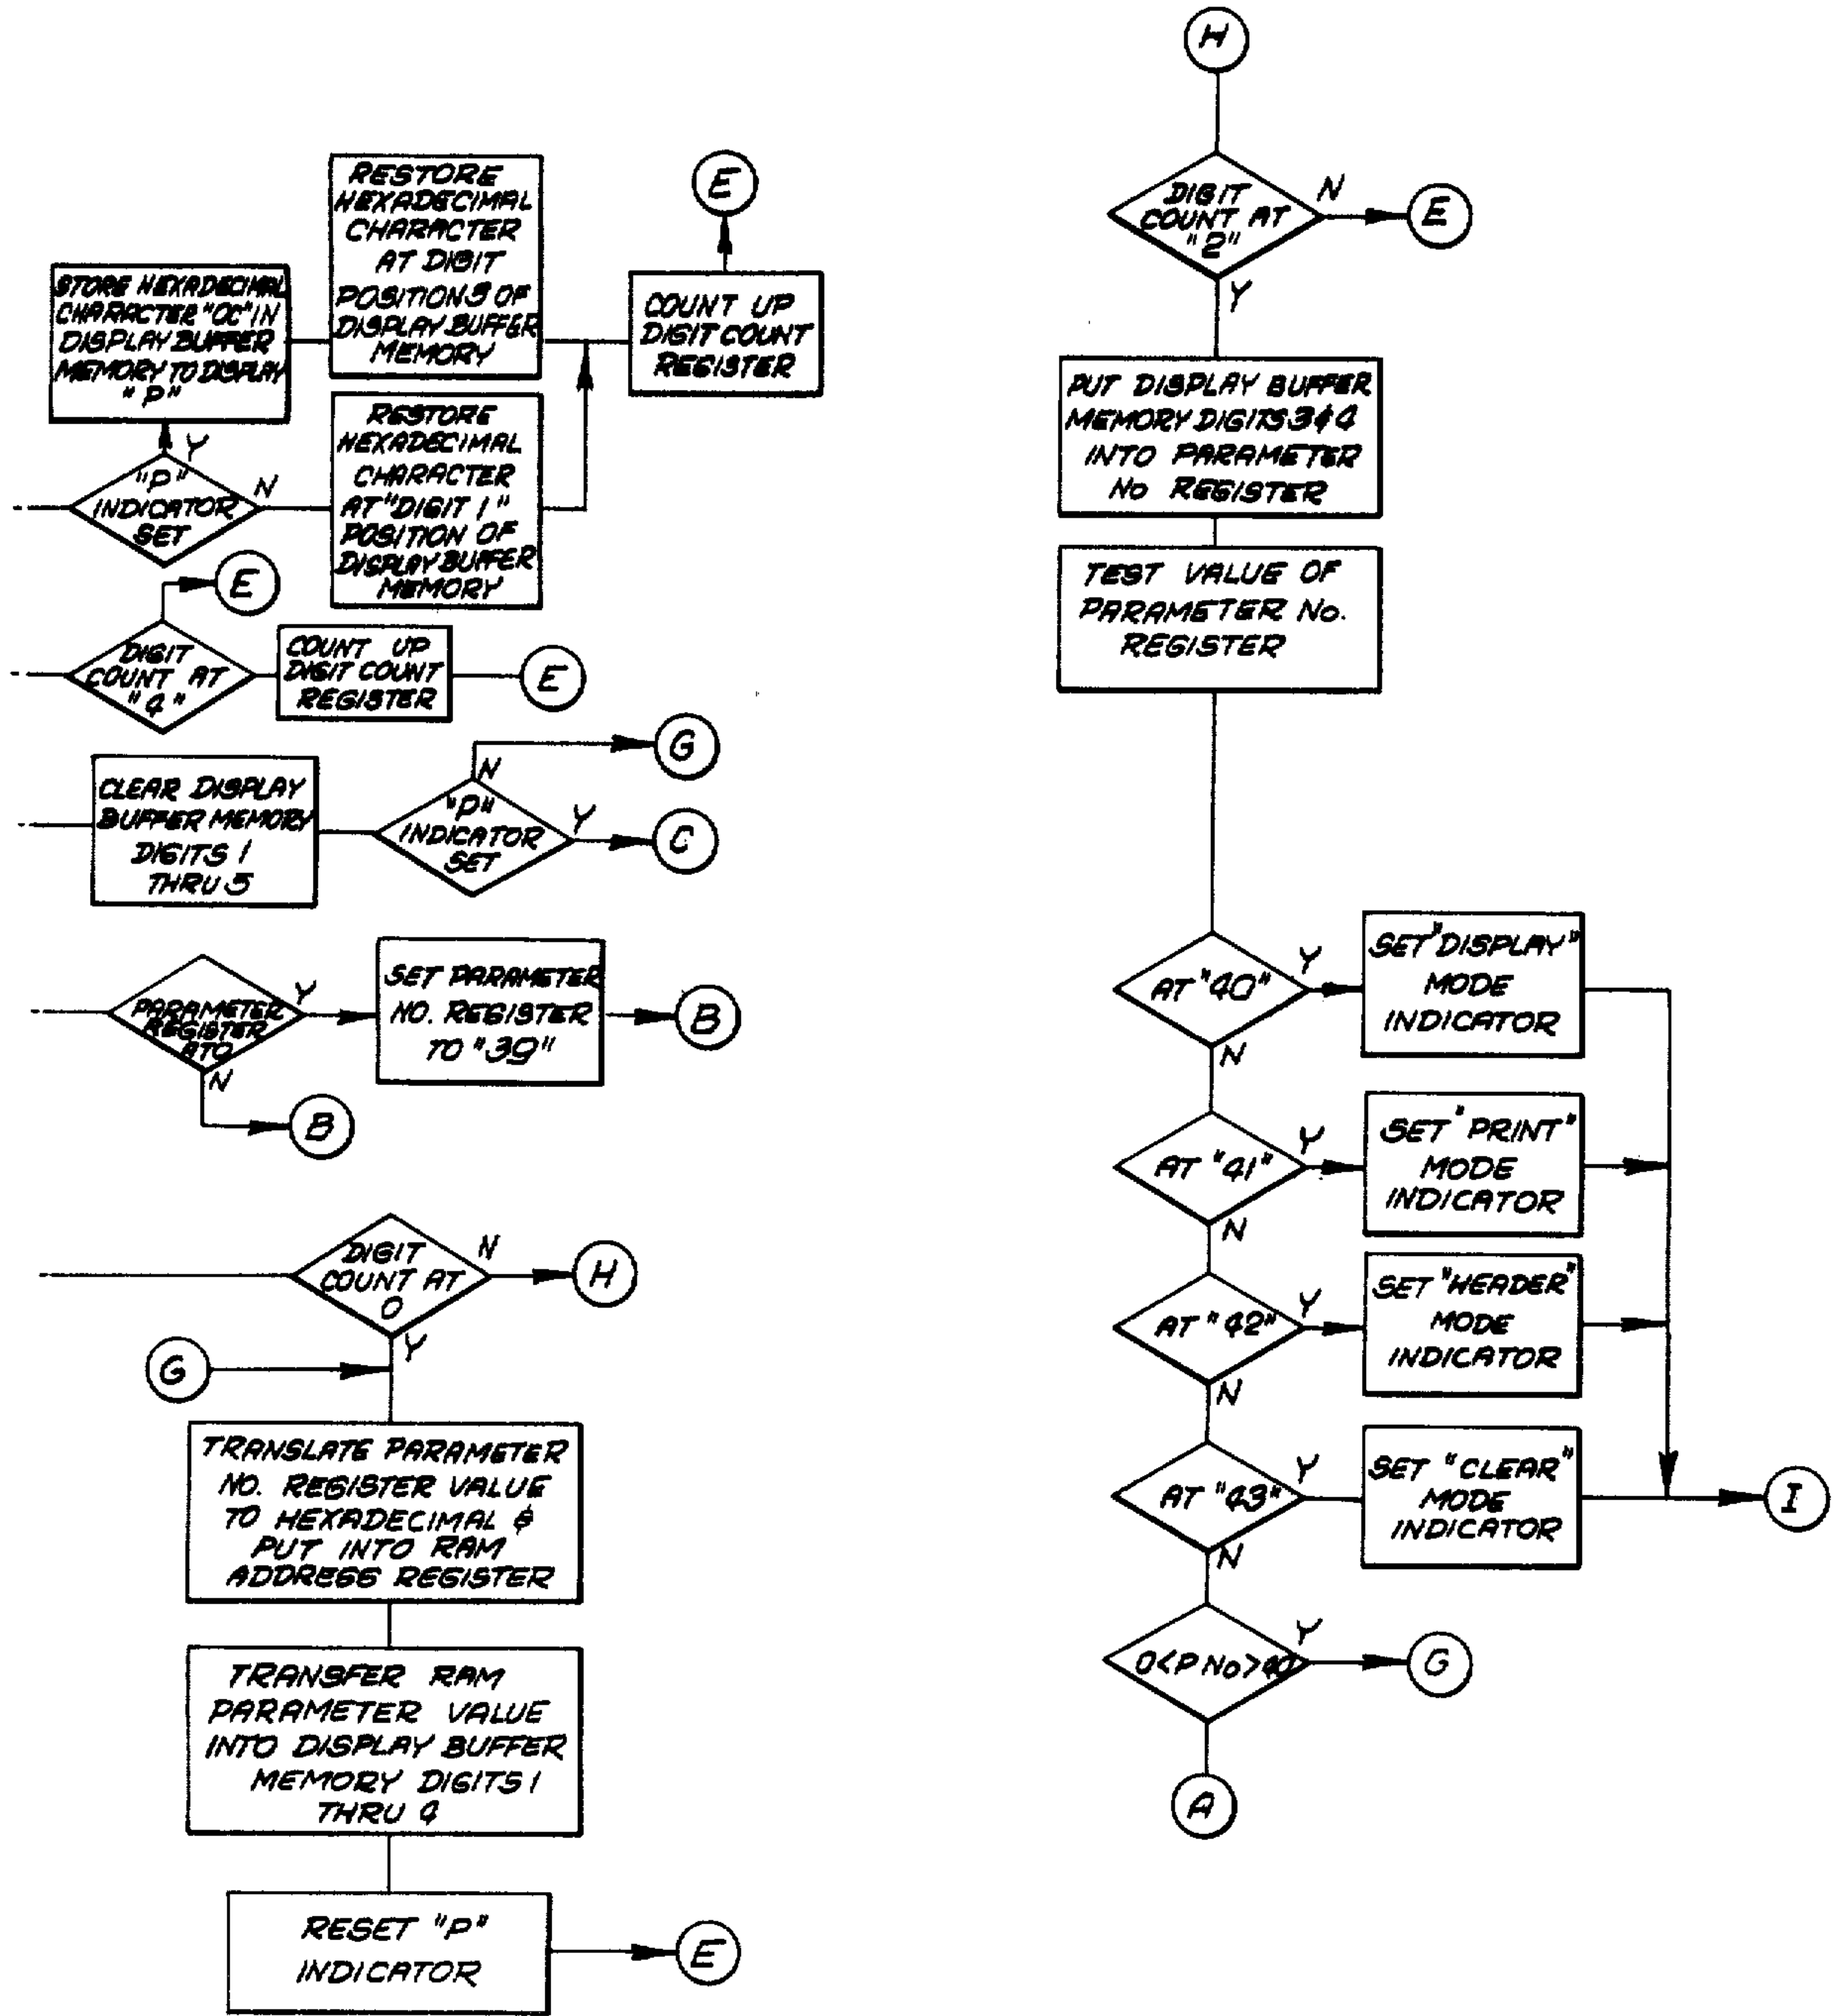 RESTORE
HEXADECIMAL
CHARACTER
AT DIGIT
POSITIONS OF
DISPLAY BUFFER
MEMORY
E
STORE HEXADECIMAL
CHARACTER "OC" IN
DISPLAY BUFFER
MEMORY TO DISPLAY
"P"
COUNT UP
DIGIT COUNT
REGISTER
Y
"P"
INDICATOR
SET
N
RESTORE
HEXADECIMAL
CHARACTER
AT "DIGIT 1"
POSITION OF
DISPLAY BUFFER
MEMORY
E
DIGIT
COUNT AT
"4"
COUNT UP
DIGIT COUNT
REGISTER
E
CLEAR DISPLAY
BUFFER MEMORY
DIGITS 1
THRU 5
N
G
"P"
INDICATOR
SET
Y
C
PARAMETER
REGISTER
AT 0
Y
SET PARAMETER
NO. REGISTER
TO "39"
B
N
B
DIGIT
COUNT AT
0
N
H
Y
G
TRANSLATE PARAMETER
NO. REGISTER VALUE
TO HEXADECIMAL &
PUT INTO RAM
ADDRESS REGISTER
TRANSFER RAM
PARAMETER VALUE
INTO DISPLAY BUFFER
MEMORY DIGITS 1
THRU 4
RESET "P"
INDICATOR
E
H
DIGIT
COUNT AT
"2"
N
E
Y
PUT DISPLAY BUFFER
MEMORY DIGITS 3 & 4
INTO PARAMETER
No REGISTER
TEST VALUE OF
PARAMETER No.
REGISTER
AT "40"
Y
SET "DISPLAY"
MODE
INDICATOR
N
AT "41"
Y
SET "PRINT"
MODE
INDICATOR
N
AT "42"
Y
SET "HEADER"
MODE
INDICATOR
N
AT "43"
Y
SET "CLEAR"
MODE
INDICATOR
I
N
0<P No>40
Y
G
A